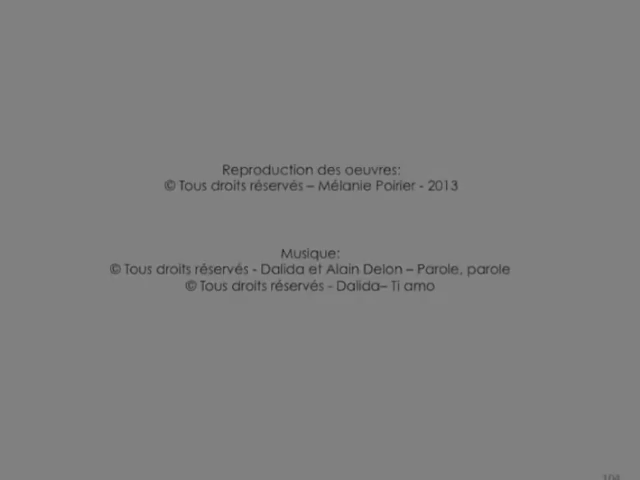 Reproduction des oeuvres:
© Tous droits réservés – Mélanie Poirier - 2013
Musique:
© Tous droits réservés - Dalida et Alain Delon – Parole, parole
© Tous droits réservés - Dalida– Ti amo